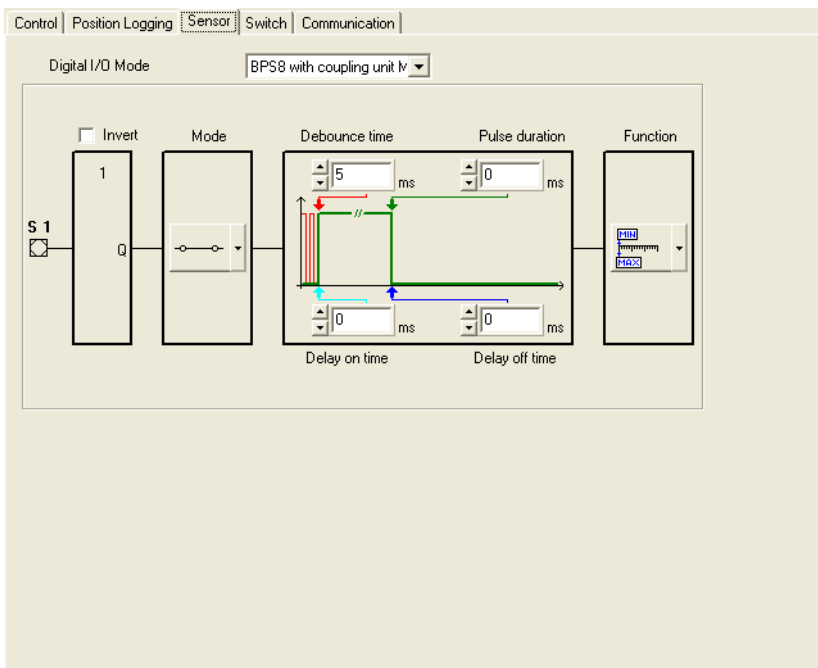 Control Position Logging Sensor Switch Communication
Digital I/O Mode BPS8 with coupling unit M
Invert Mode Debounce time Pulse duration Function
1 5 ms 0 ms
S 1
Q
MIN
MAX
0 ms 0 ms
Delay on time Delay off time